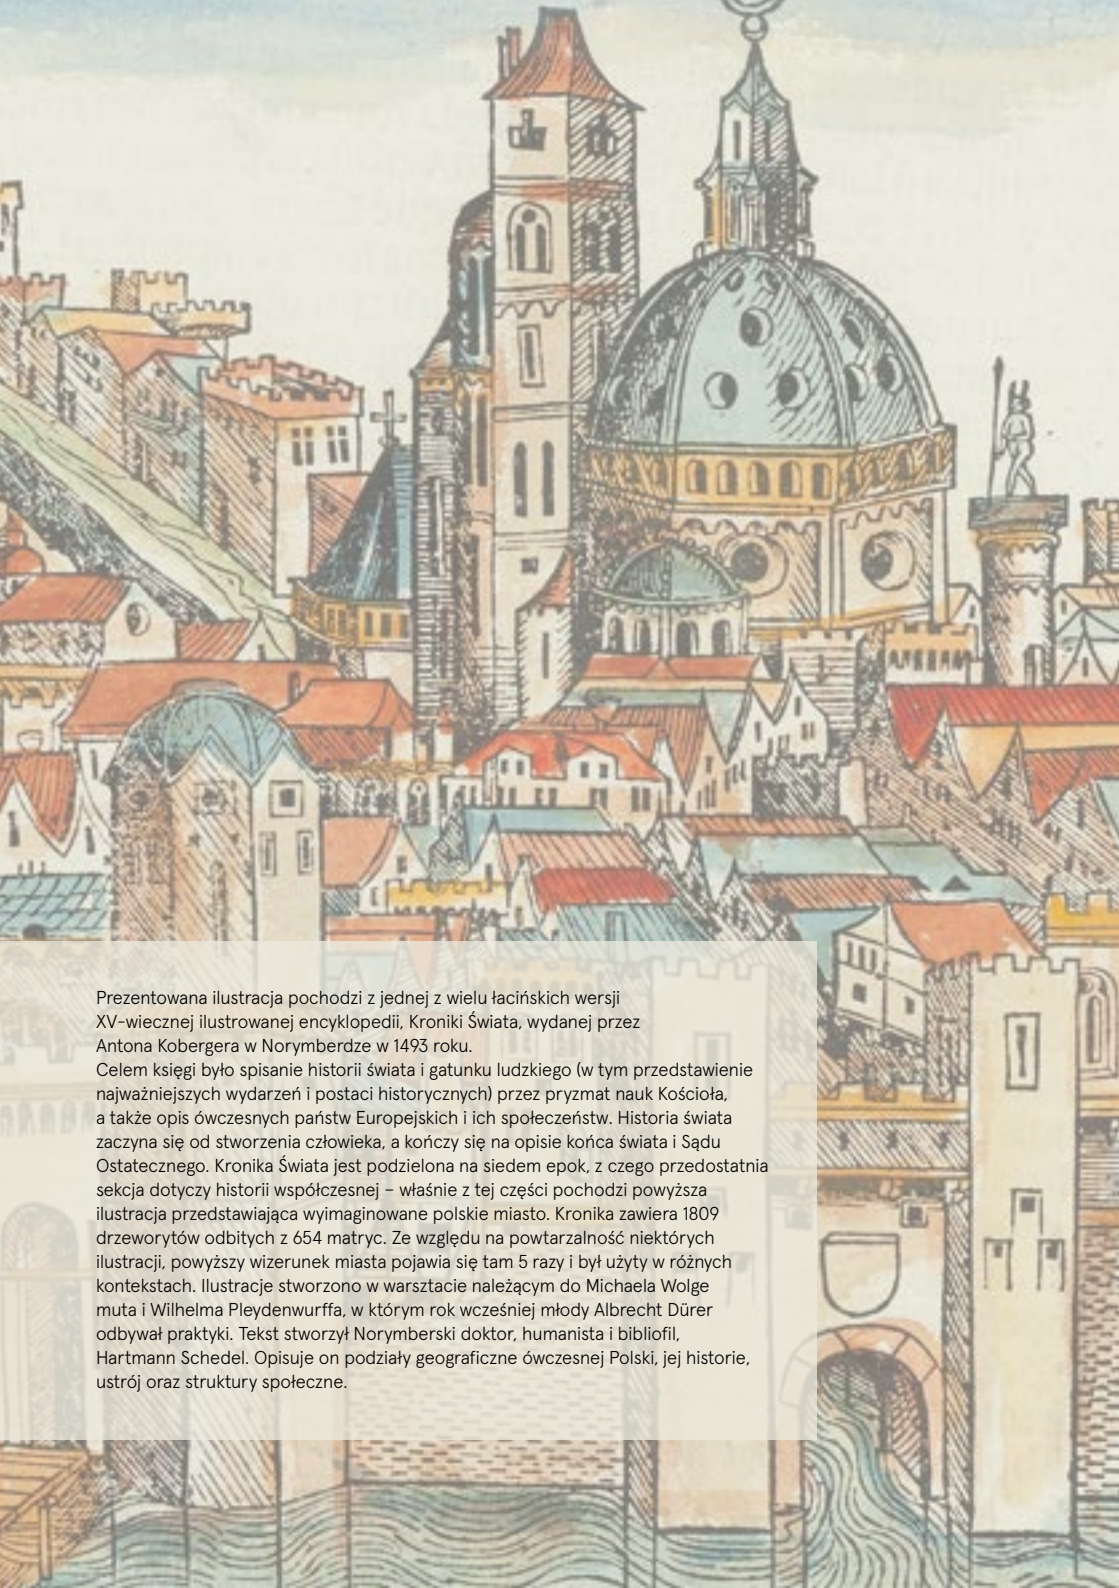 Prezentowana ilustracja pochodzi z jednej z wielu łacińskich wersji
XV-wiecznej ilustrowanej encyklopedii, Kroniki Świata, wydanej przez
Antona Kobergera w Norymberdze w 1493 roku.
Celem księgi było spisanie historii świata i gatunku ludzkiego (w tym przedstawienie
najważniejszych wydarzeń i postaci historycznych) przez pryzmat nauk Kościoła,
a także opis ówczesnych państw Europejskich i ich społeczeństw. Historia świata
zaczyna się od stworzenia człowieka, a kończy się na opisie końca świata i Sądu
Ostatecznego. Kronika Świata jest podzielona na siedem epok, z czego przedostatnia
sekcja dotyczy historii współczesnej – właśnie z tej części pochodzi powyższa
ilustracja przedstawiająca wyimaginowane polskie miasto. Kronika zawiera 1809
drzeworytów odbitych z 654 matryc. Ze względu na powtarzalność niektórych
ilustracji, powyższy wizerunek miasta pojawia się tam 5 razy i był użyty w różnych
kontekstach. Ilustracje stworzono w warsztacie należącym do Michaela Wolge
muta i Wilhelma Pleydenwurffa, w którym rok wcześniej młody Albrecht Dürer
odbywał praktyki. Tekst stworzył Norymberski doktor, humanista i bibliofil,
Hartmann Schedel. Opisuje on podziały geograficzne ówczesnej Polski, jej historie,
ustrój oraz struktury społeczne.